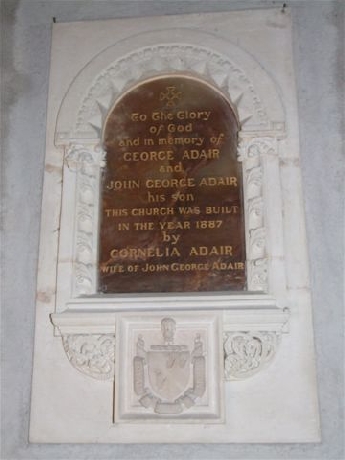 To The Glory
of God
and in memory of
GEORGE ADAIR
and
JOHN GEORGE ADAIR
his son
THIS CHURCH WAS BUILT
IN THE YEAR 1887
by
CORNELIA ADAIR
WIFE OF JOHN GEORGE ADAIR